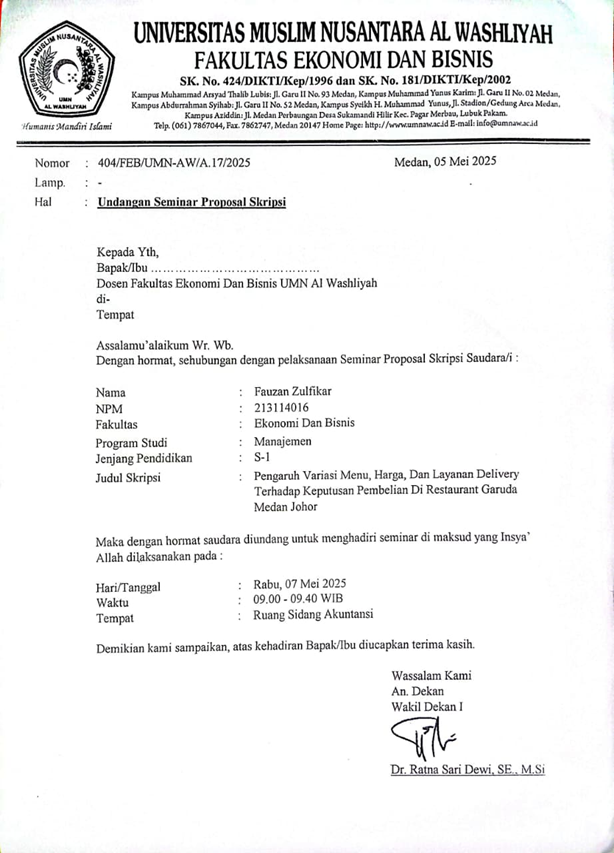 UNIVERSITAS MUSLIM NUSANTARA AL WASHLIYAH
FAKULTAS EKONOMI DAN BISNIS
SK. No. 424/DIKTI/Kep/1996 dan SK. No. 181/DIKTI/Kep/2002
Kampus Muhammad Arsyad Thalib Lubis: Jl. Garu II No. 93 Medan, Kampus Muhammad Yunus Karim: Jl. Garu II No. 02 Medan,
Kampus Abdurrahman Syihab: Jl. Garu II No. 52 Medan, Kampus Syeikh H. Muhammad Yunus, Jl. Stadion/Gedung Arca Medan,
Kampus Aziddin: Jl. Medan Perbaungan Desa Sukamandi Hilir Kec. Pagar Merbau, Lubuk Pakam.
Telp. (061) 7867044, Fax. 7862747, Medan 20147 Home Page: http://www.umnaw.ac.id E-mail: info@umnaw.ac.id
UNIVERSITAS MUSLIM NUSANTARA AL WASHLIYAH
UMN
AL WASHLIYAH
Humanis Mandiri Islami
Nomor : 404/FEB/UMN-AW/A.17/2025 Medan, 05 Mei 2025
Lamp. : -
Hal : Undangan Seminar Proposal Skripsi
Kepada Yth,
Bapak/Ibu ............................................
Dosen Fakultas Ekonomi Dan Bisnis UMN Al Washliyah
di-
Tempat
Assalamu'alaikum Wr. Wb.
Dengan hormat, sehubungan dengan pelaksanaan Seminar Proposal Skripsi Saudara/i :
Nama : Fauzan Zulfikar
NPM : 213114016
Fakultas : Ekonomi Dan Bisnis
Program Studi : Manajemen
Jenjang Pendidikan : S-1
Judul Skripsi : Pengaruh Variasi Menu, Harga, Dan Layanan Delivery
Terhadap Keputusan Pembelian Di Restaurant Garuda
Medan Johor
Maka dengan hormat saudara diundang untuk menghadiri seminar di maksud yang Insya'
Allah dilaksanakan pada :
Hari/Tanggal : Rabu, 07 Mei 2025
Waktu : 09.00 - 09.40 WIB
Tempat : Ruang Sidang Akuntansi
Demikian kami sampaikan, atas kehadiran Bapak/Ibu diucapkan terima kasih.
Wassalam Kami
An. Dekan
Wakil Dekan I
Dr. Ratna Sari Dewi, SE., M.Si